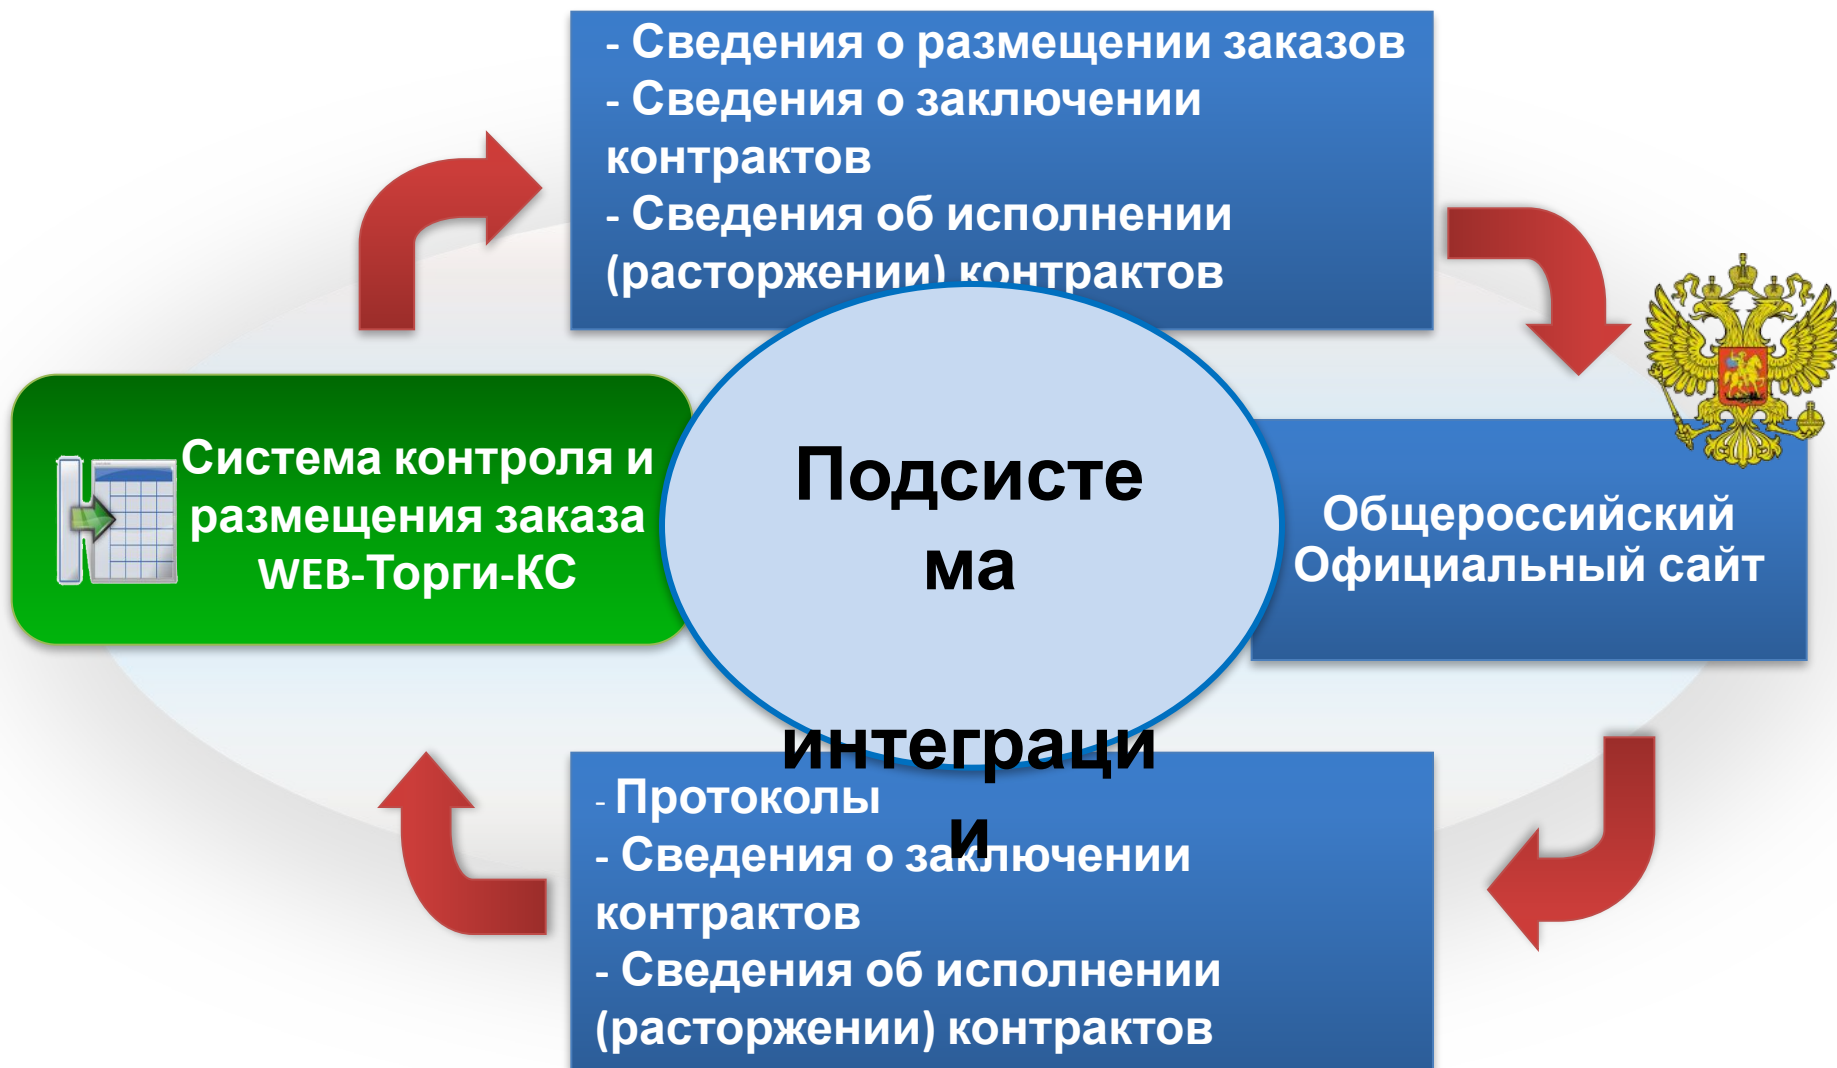 - Сведения о размещении заказов
- Сведения о заключении
контрактов
- Сведения об исполнении
(расторжении) контрактов
Система контроля и
размещения заказа
WEB-Торги-КС
Подсисте
ма
интеграци
и
Общероссийский
Официальный сайт
- Протоколы
- Сведения о заключении
контрактов
- Сведения об исполнении
(расторжении) контрактов